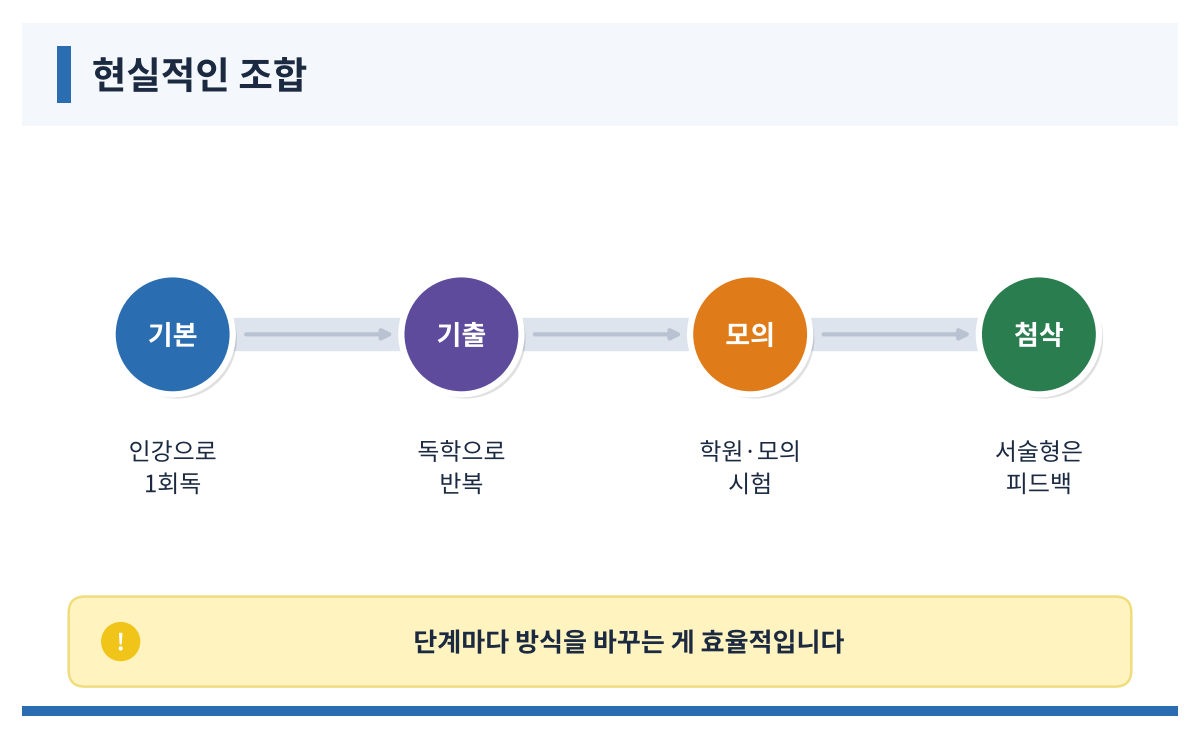 현실적인 조합
기본
기출
모의
첨삭
인강으로
1회독
독학으로
반복
학원·모의
시험
서술형은
피드백
!
단계마다 방식을 바꾸는 게 효율적입니다